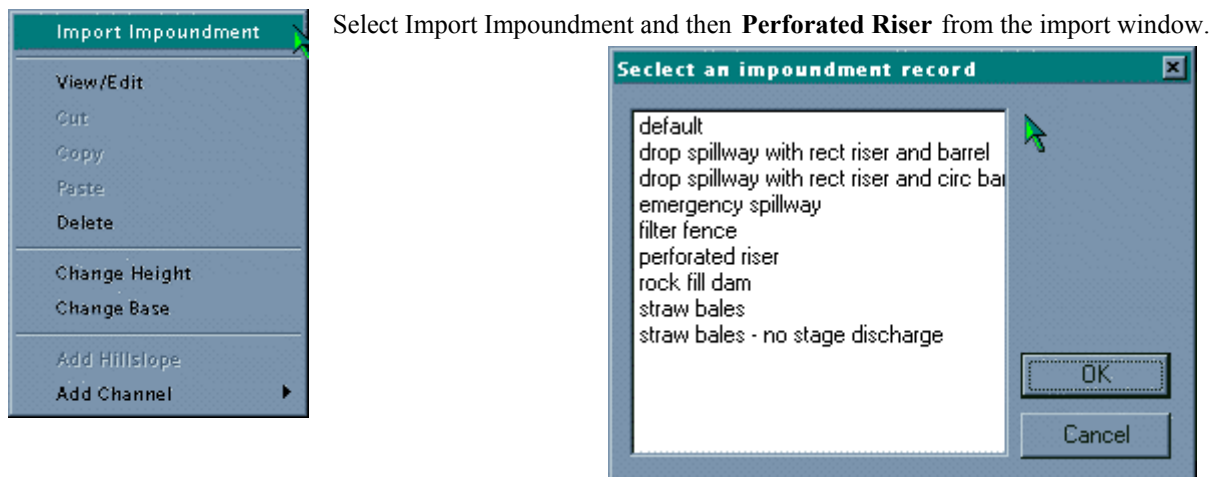 Import Impoundment
View/Edit
Cut
Copy
Paste
Delete
Change Height
Change Base
Add Hillslope
Add Channel
Select Import Impoundment and then Perforated Riser from the import window.
Seclect an impoundment record
default
drop spillway with rect riser and barrel
drop spillway with rect riser and circ bar
emergency spillway
filter fence
perforated riser
rock fill dam
straw bales
straw bales - no stage discharge
OK
Cancel